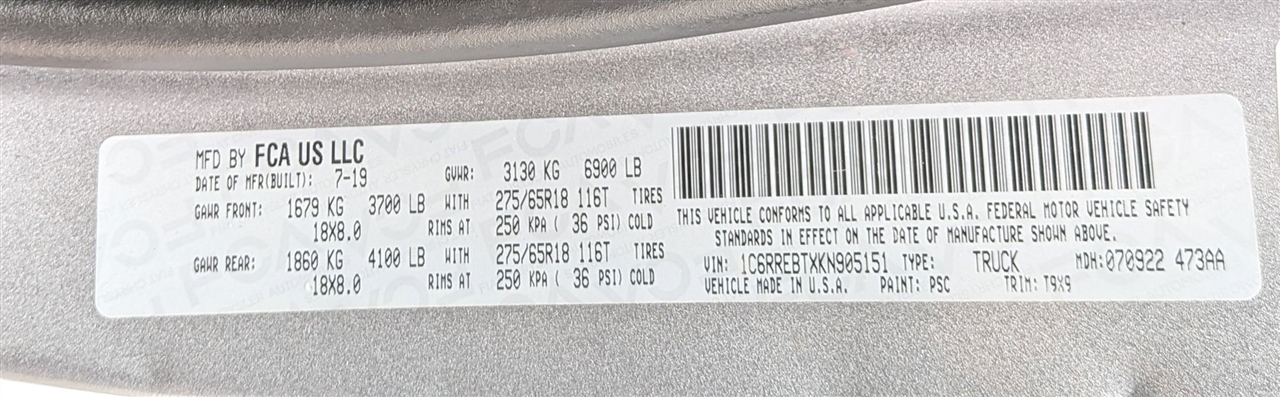 MFD BY FCA US LLC
DATE OF MFR(BUILT): 7-19 GVWR: 3130 KG 6900 LB
GAWR FRONT: 1679 KG 3700 LB WITH 275/65R18 116T TIRES
18X8.0 RIMS AT 250 KPA ( 36 PSI) COLD
GAWR REAR: 1860 KG 4100 LB WITH 275/65R18 116T TIRES
18X8.0 RIMS AT 250 KPA ( 36 PSI) COLD
THIS VEHICLE CONFORMS TO ALL APPLICABLE U.S.A. FEDERAL MOTOR VEHICLE SAFETY
STANDARDS IN EFFECT ON THE DATE OF MANUFACTURE SHOWN ABOVE.
VIN: 1C6RREBTXKN905151 TYPE: TRUCK MDH:070922 473AA
VEHICLE MADE IN U.S.A. PAINT: PSC TRIM: T9X9